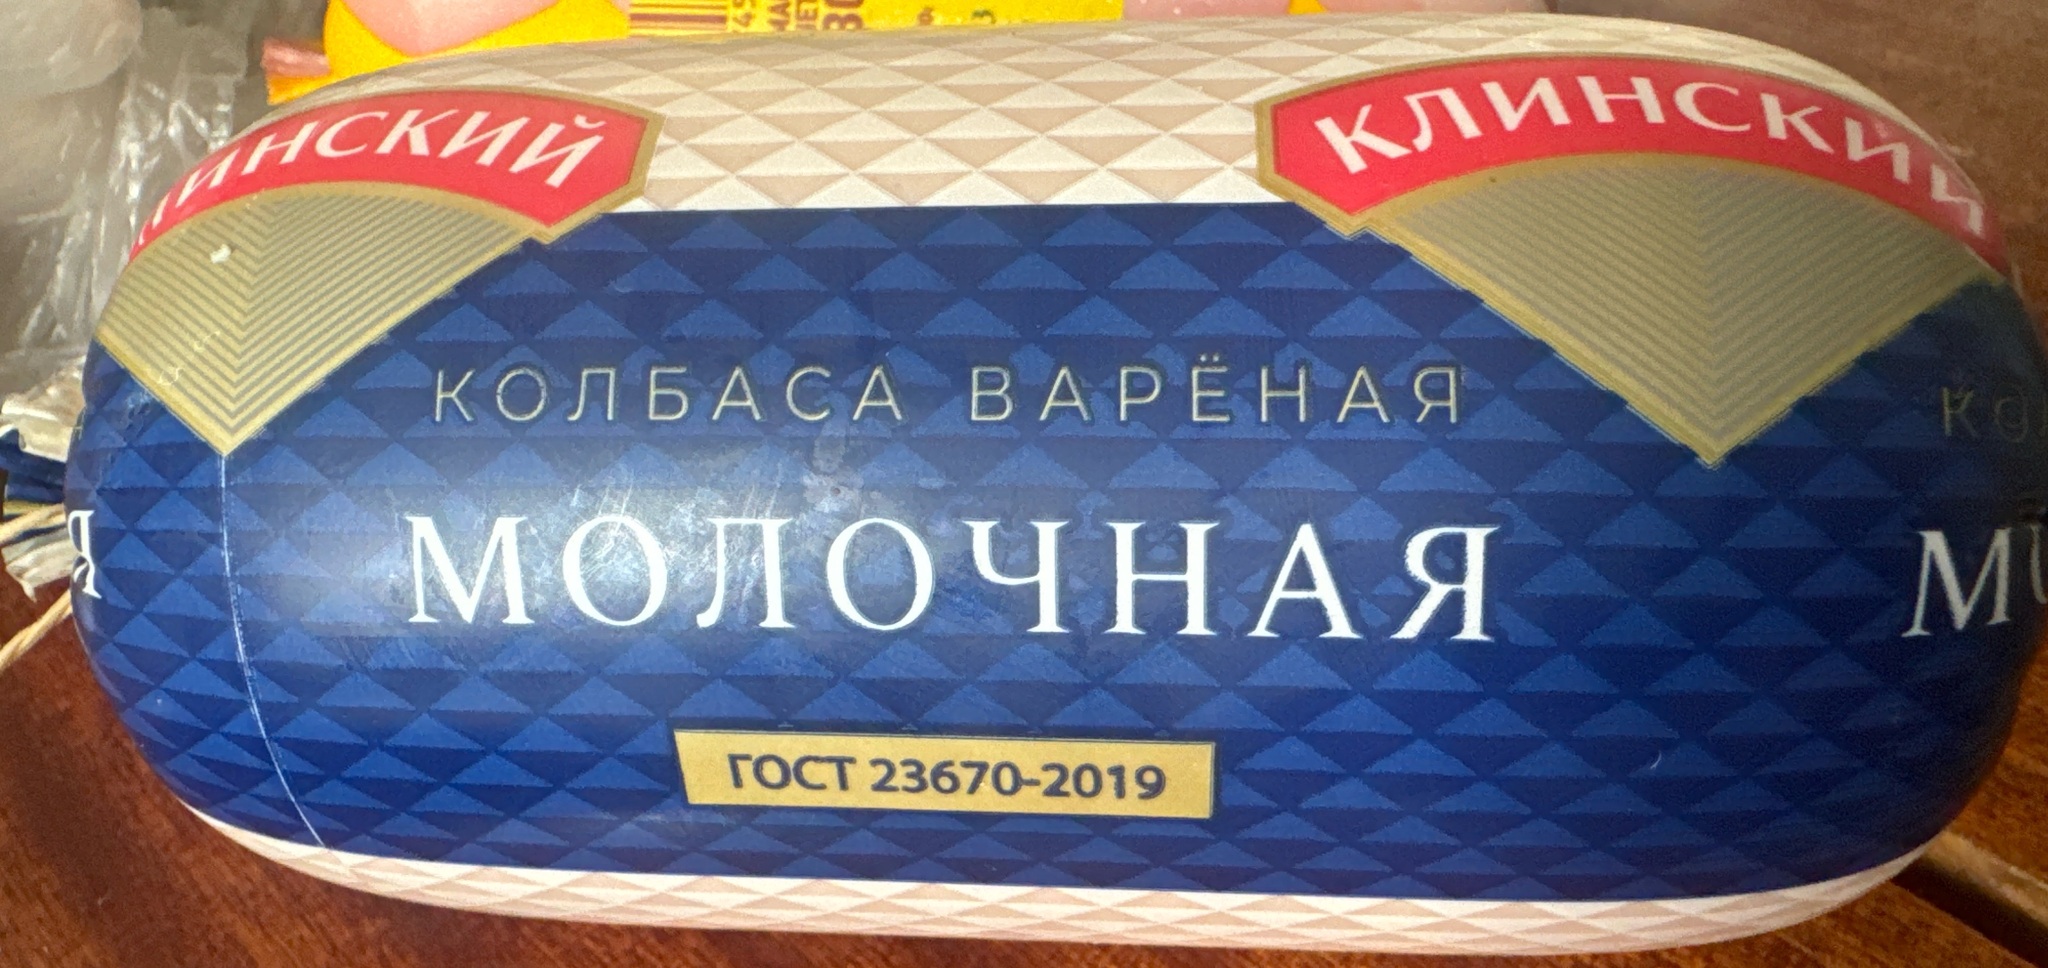 КЛИНСКИЙ
КОЛБАСА ВАРЁНАЯ
МОЛОЧНАЯ
ГОСТ 23670-2019